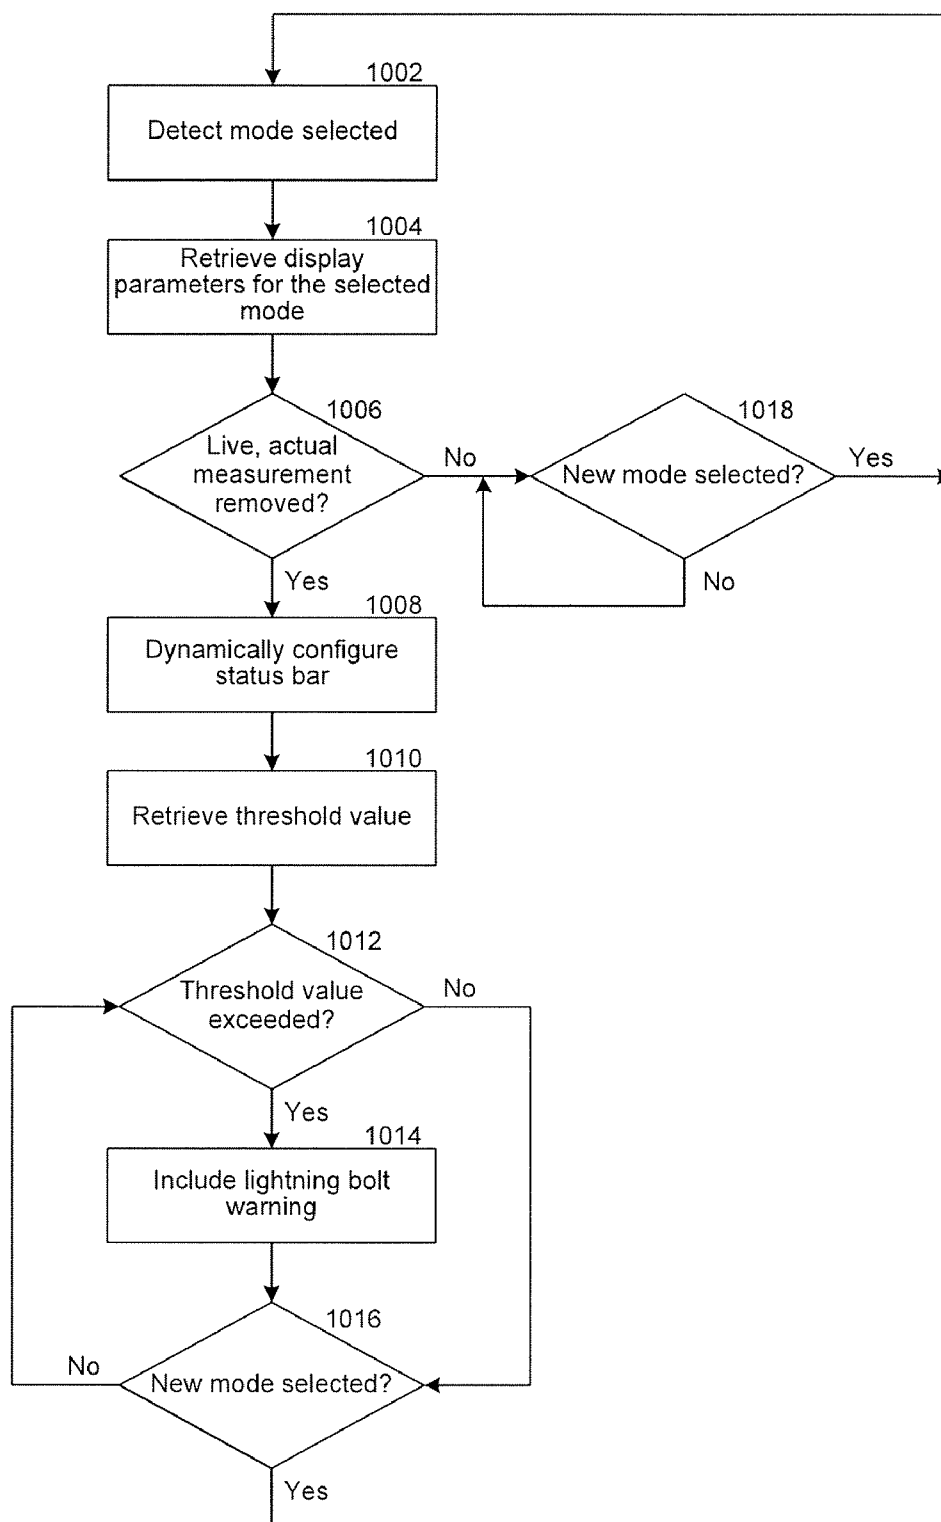 1002
Detect mode selected
1004
Retrieve display
parameters for the selected
mode
1006
Live, actual
measurement
removed?
No
1018
New mode selected?
Yes
No
Yes
1008
Dynamically configure
status bar
1010
Retrieve threshold value
1012
Threshold value
exceeded?
No
Yes
1014
Include lightning bolt
warning
1016
New mode selected?
No
Yes